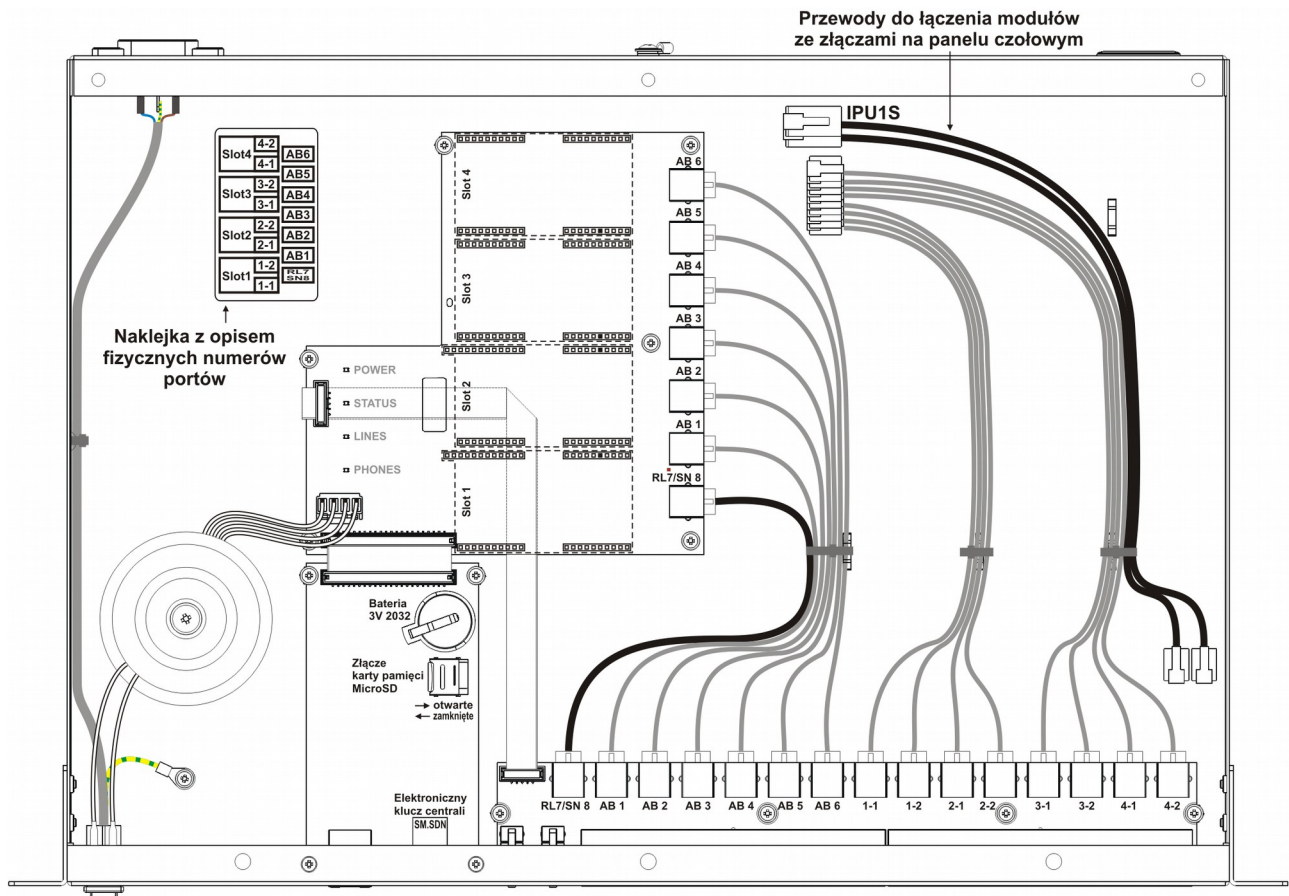 Przewody do łączenia modułów
ze złączami na panelu czołowym
IPU1S
Slot4
4-2
4-1
Slot3
3-2
3-1
Slot2
2-2
2-1
Slot1
1-2
1-1
AB6
AB5
AB4
AB3
AB2
AB1
RL7
SN8
Naklejka z opisem
fizycznych numerów
portów
Slot 4
Slot 3
Slot 2
Slot 1
AB 6
AB 5
AB 4
AB 3
AB 2
AB 1
RL7/SN 8
POWER
STATUS
LINES
PHONES
Bateria
3V 2032
Złącze
karty pamięci
MicroSD
→ otwarte
← zamknięte
Elektroniczny
klucz centrali
SM.SDN
RL7/SN 8 AB 1 AB 2 AB 3 AB 4 AB 5 AB 6 1-1 1-2 2-1 2-2 3-1 3-2 4-1 4-2